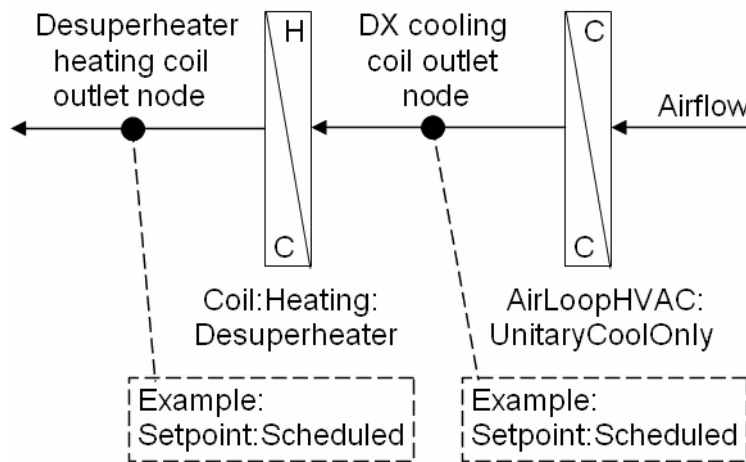 Desuperheater
heating coil
outlet node
H
DX cooling
coil outlet
node
C
Airflow
C
C
Coil:Heating:
Desuperheater
AirLoopHVAC:
UnitaryCoolOnly
Example:
Setpoint:Scheduled
Example:
Setpoint:Scheduled